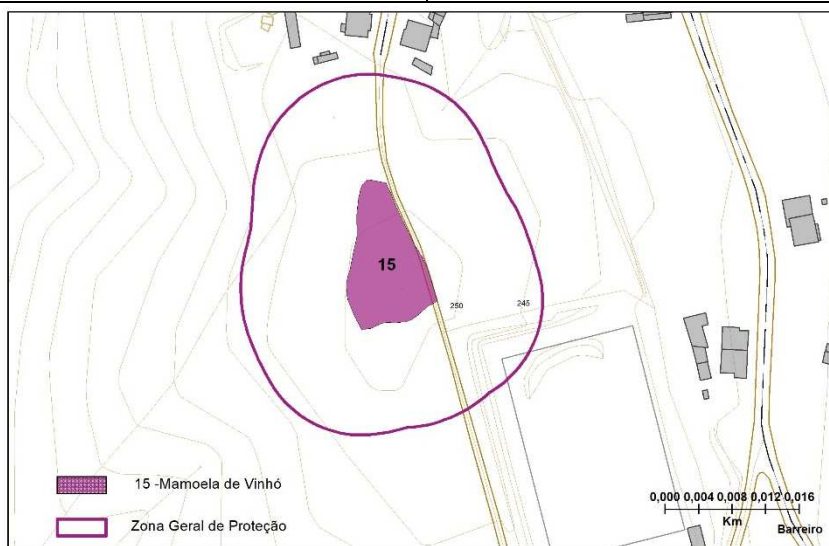 15
250
245
15 -Mamoela de Vinhó
Zona Geral de Proteção
0,000 0,004 0,008 0,012 0,016
Km
Barreiro